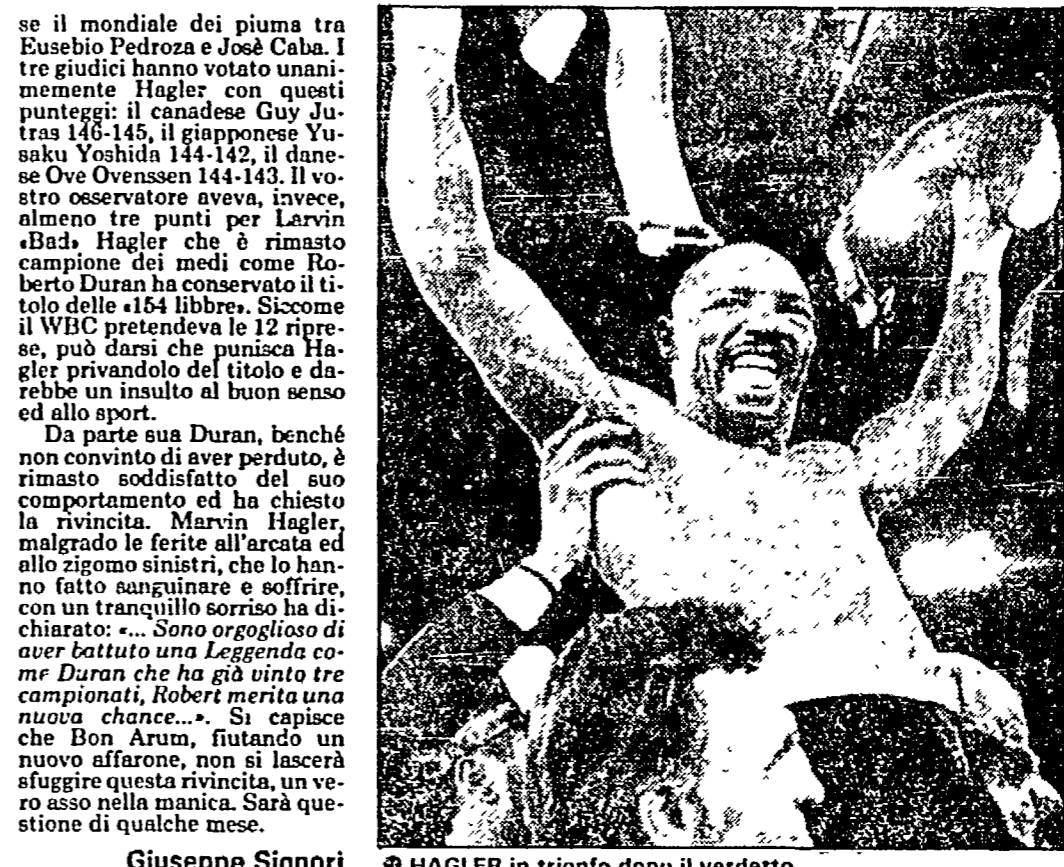 se il mondiale dei piuma tra
Eusebio Pedroza e Josè Caba. I
tre giudici hanno votato unani-
memente Hagler con questi
punteggi: il canadese Guy Ju-
tras 146-145, il giapponese Yu-
saku Yoshida 144-142, il dane-
se Ove Ovenssen 144-143. Il vo-
stro osservatore aveva, invece,
almeno tre punti per Larvin
«Bad» Hagler che è rimasto
campione dei medi come Ro-
berto Duran ha conservato il ti-
tolo delle «154 libbre». Siccome
il WBC pretendeva le 12 ripre-
se, può darsi che punisca Ha-
gler privandolo del titolo e da-
rebbe un insulto al buon senso
ed allo sport.
Da parte sua Duran, benché
non convinto di aver perduto, è
rimasto soddisfatto del suo
comportamento ed ha chiesto
la rivincita. Marvin Hagler,
malgrado le ferite all'arcata ed
allo zigomo sinistri, che lo han-
no fatto sanguinare e soffrire,
con un tranquillo sorriso ha di-
chiarato: «... Sono orgoglioso di
aver battuto una Leggenda co-
me Duran che ha già vinto tre
campionati, Robert merita una
nuova chance...». Si capisce
che Bon Arum, fiutando un
nuovo affarone, non si lascerà
sfuggire questa rivincita, un ve-
ro asso nella manica. Sarà que-
stione di qualche mese.
Giuseppe Signori
HAGLER in trionfo dopo il verdetto